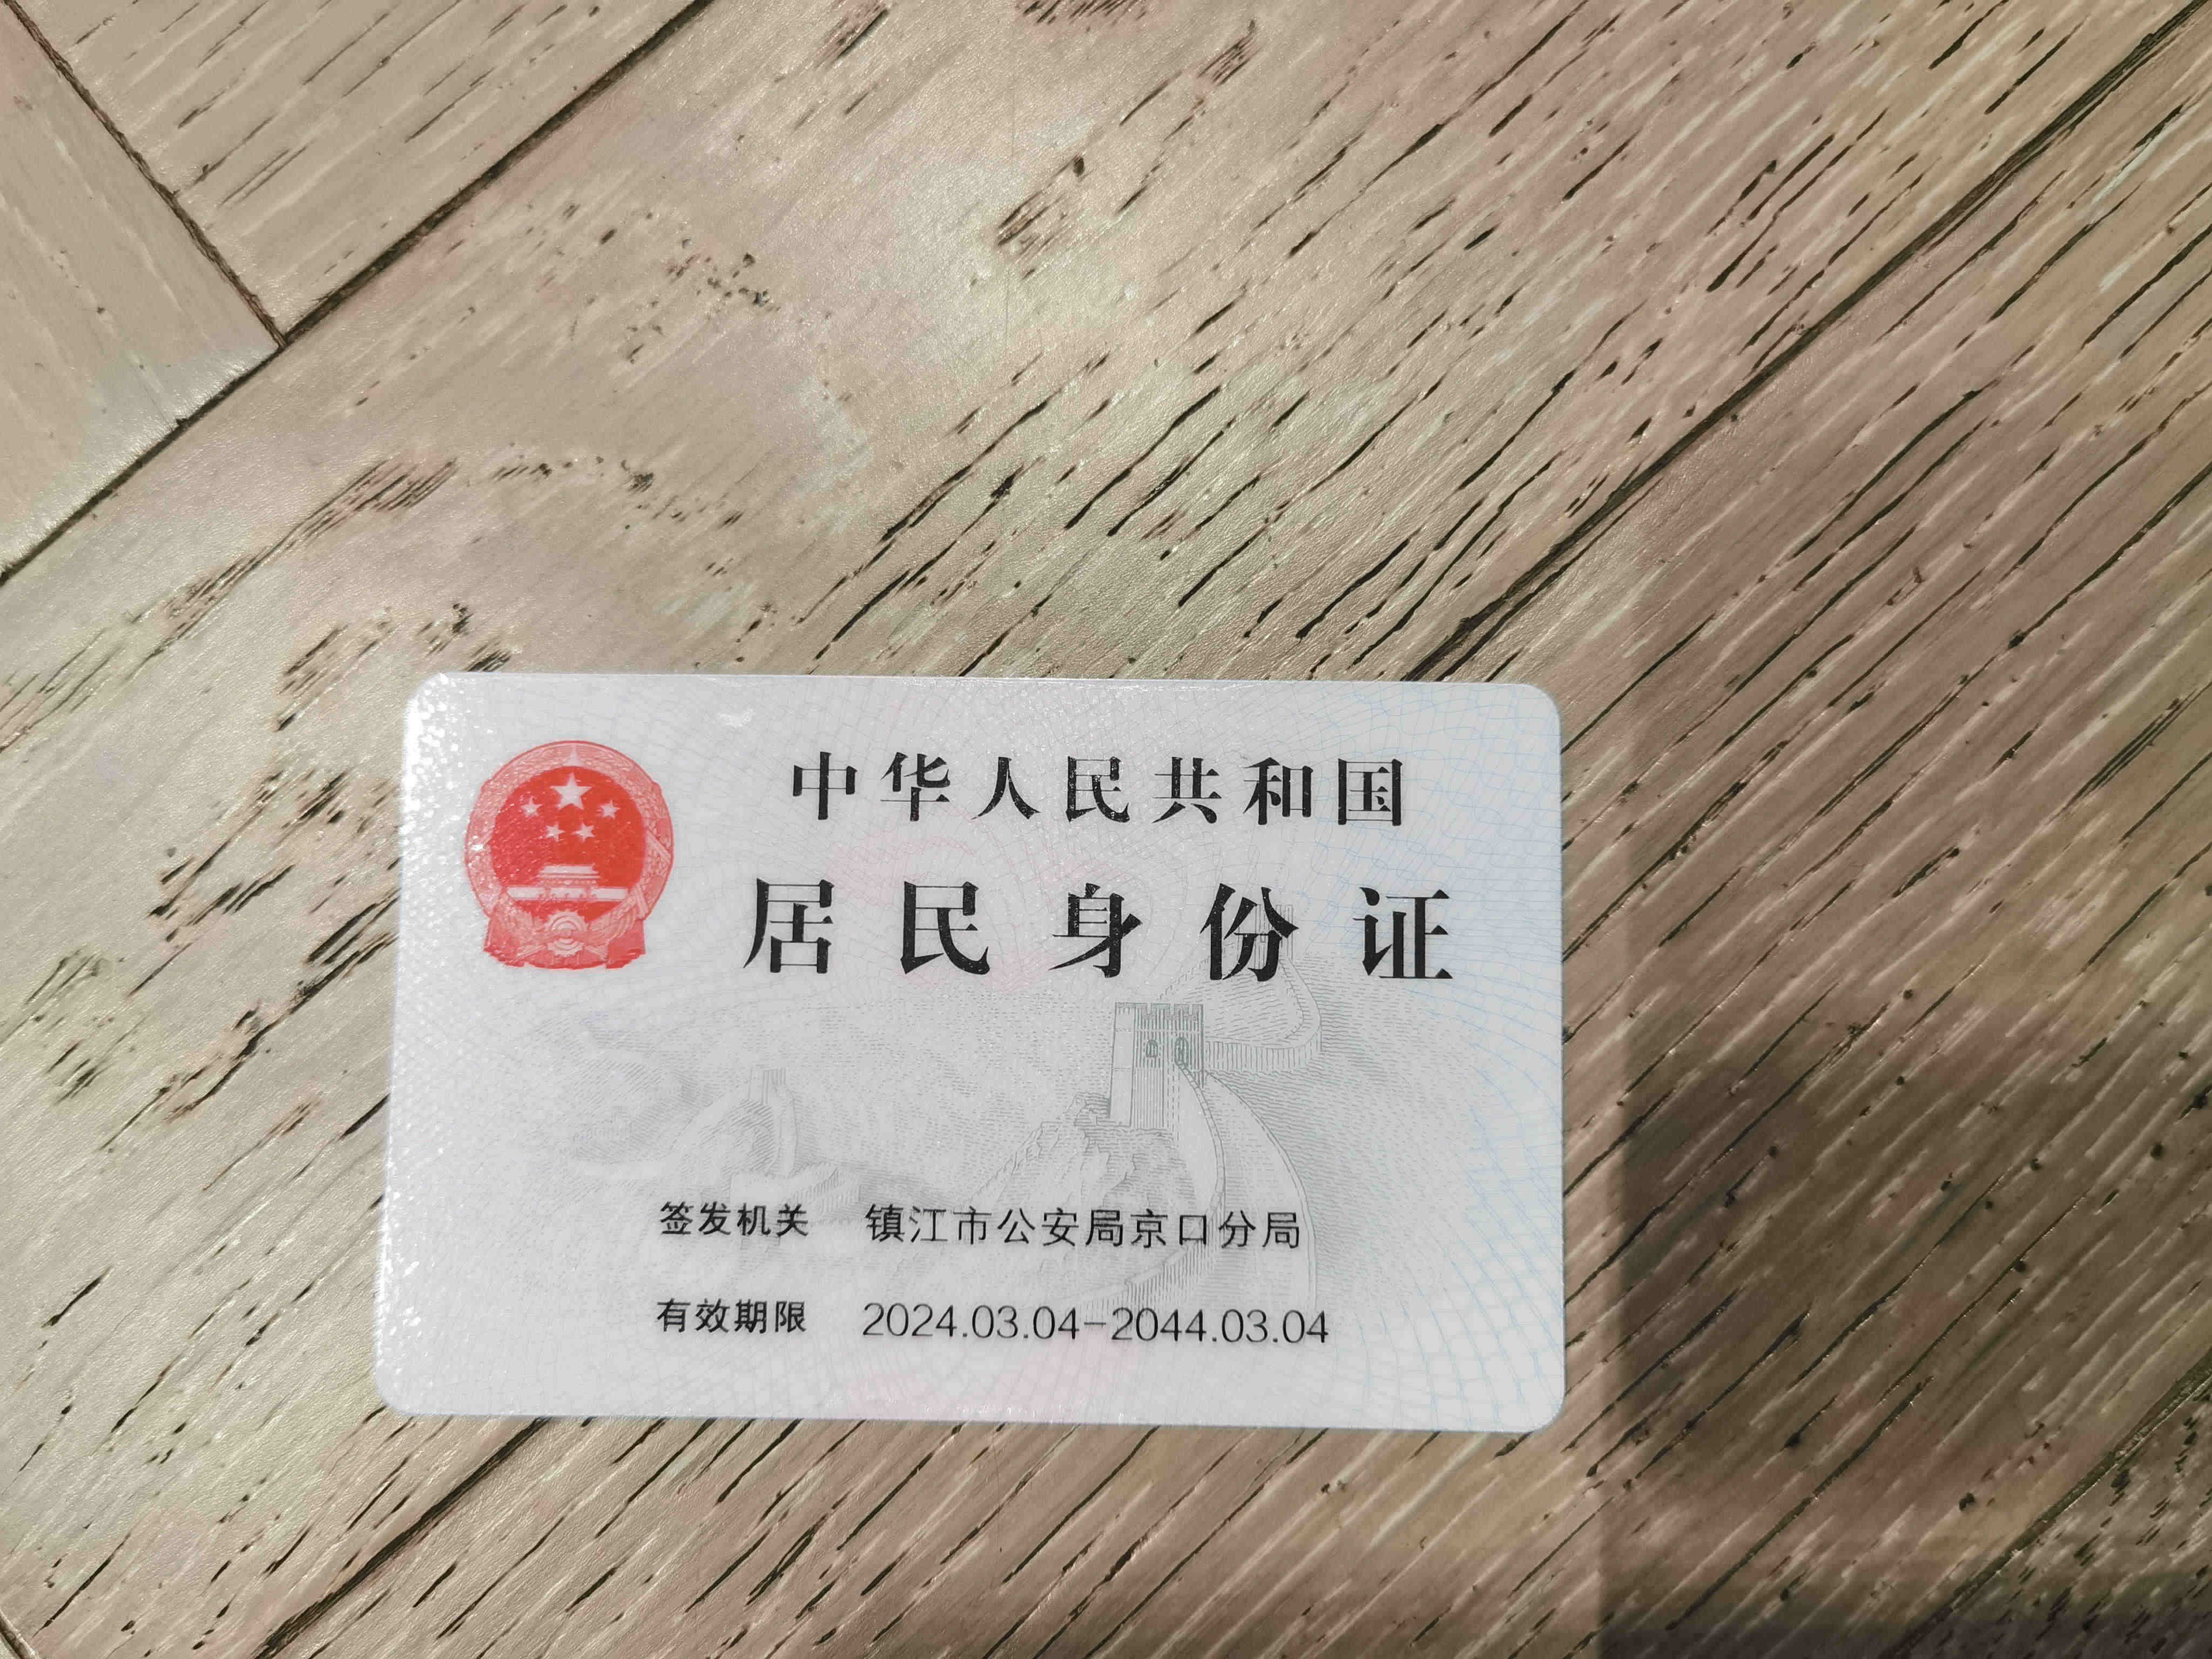 中华人民共和国
居民身份证
签发机关 镇江市公安局京口分局
有效期限 2024.03.04-2044.03.04